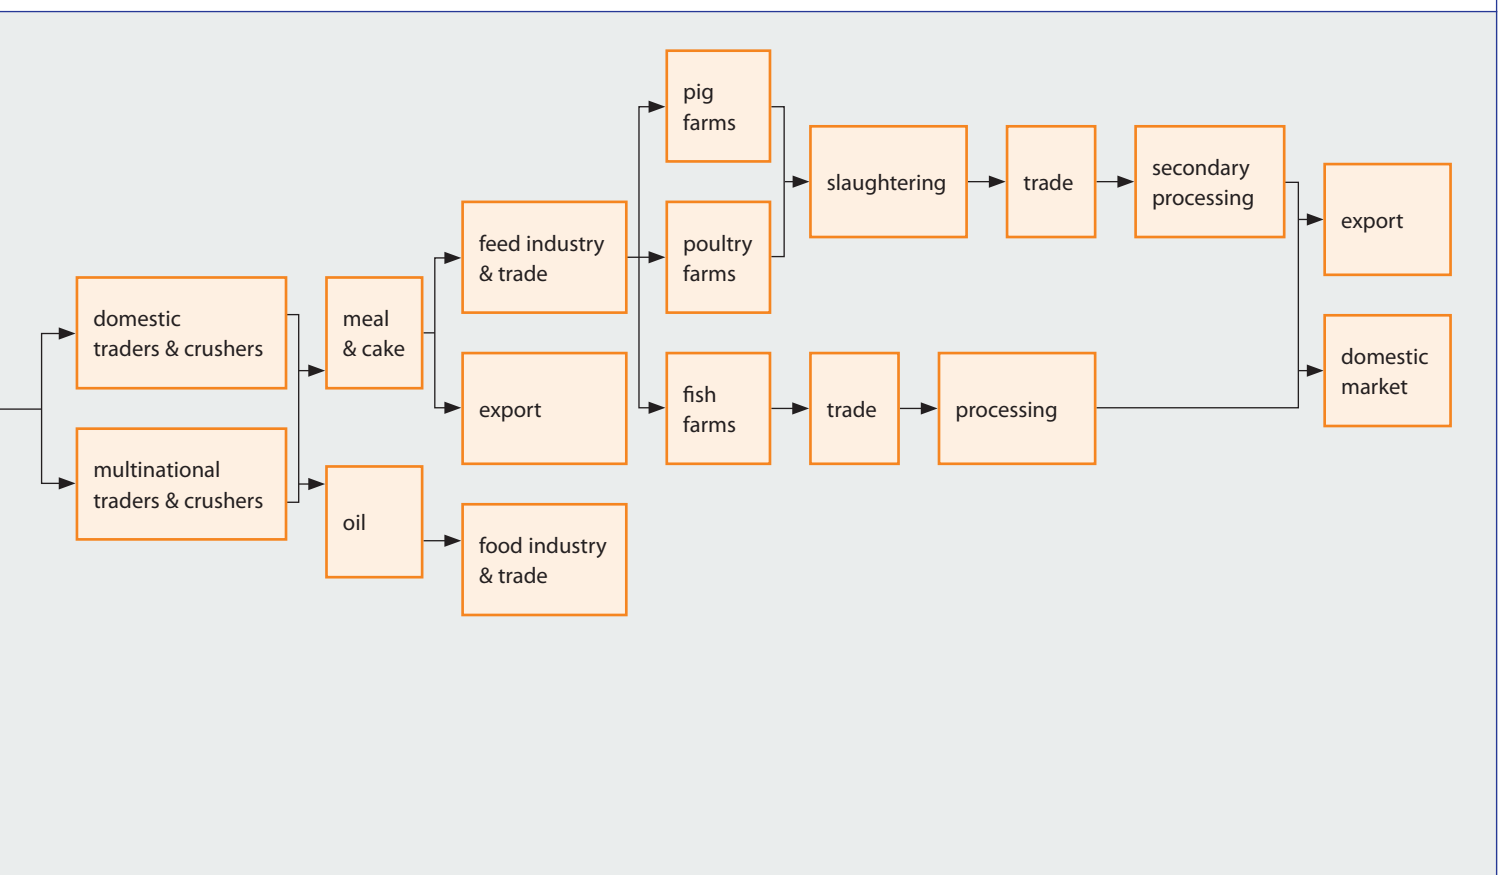 domestic
traders & crushers
multinational
traders & crushers
meal
& cake
oil
feed industry
& trade
export
food industry
& trade
pig
farms
poultry
farms
fish
farms
slaughtering
trade
secondary
processing
trade
processing
export
domestic
market